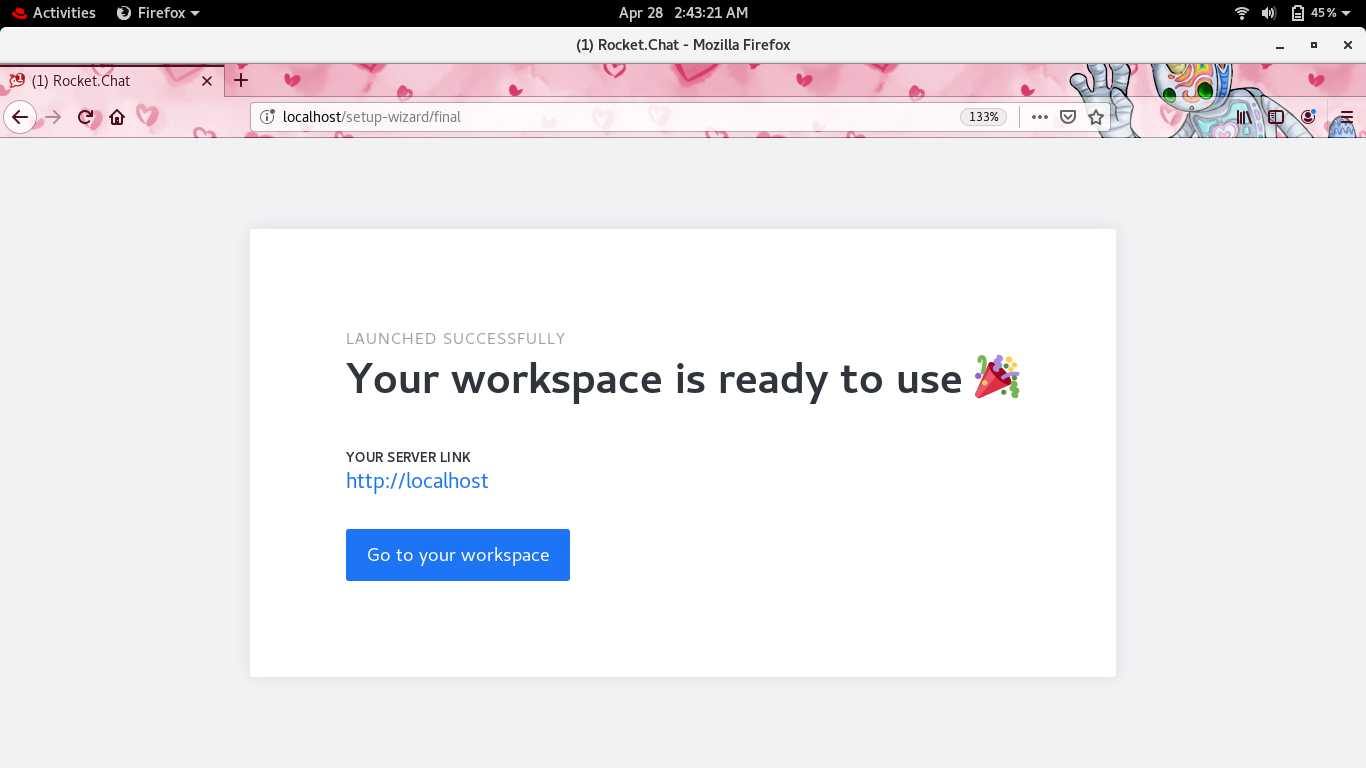 Activities Firefox Apr 28 2:43:21 AM 45%
(1) Rocket.Chat - Mozilla Firefox
1 (1) Rocket.Chat
localhost/setup-wizard/final 133%
LAUNCHED SUCCESSFULLY
Your workspace is ready to use
YOUR SERVER LINK
http://localhost
Go to your workspace